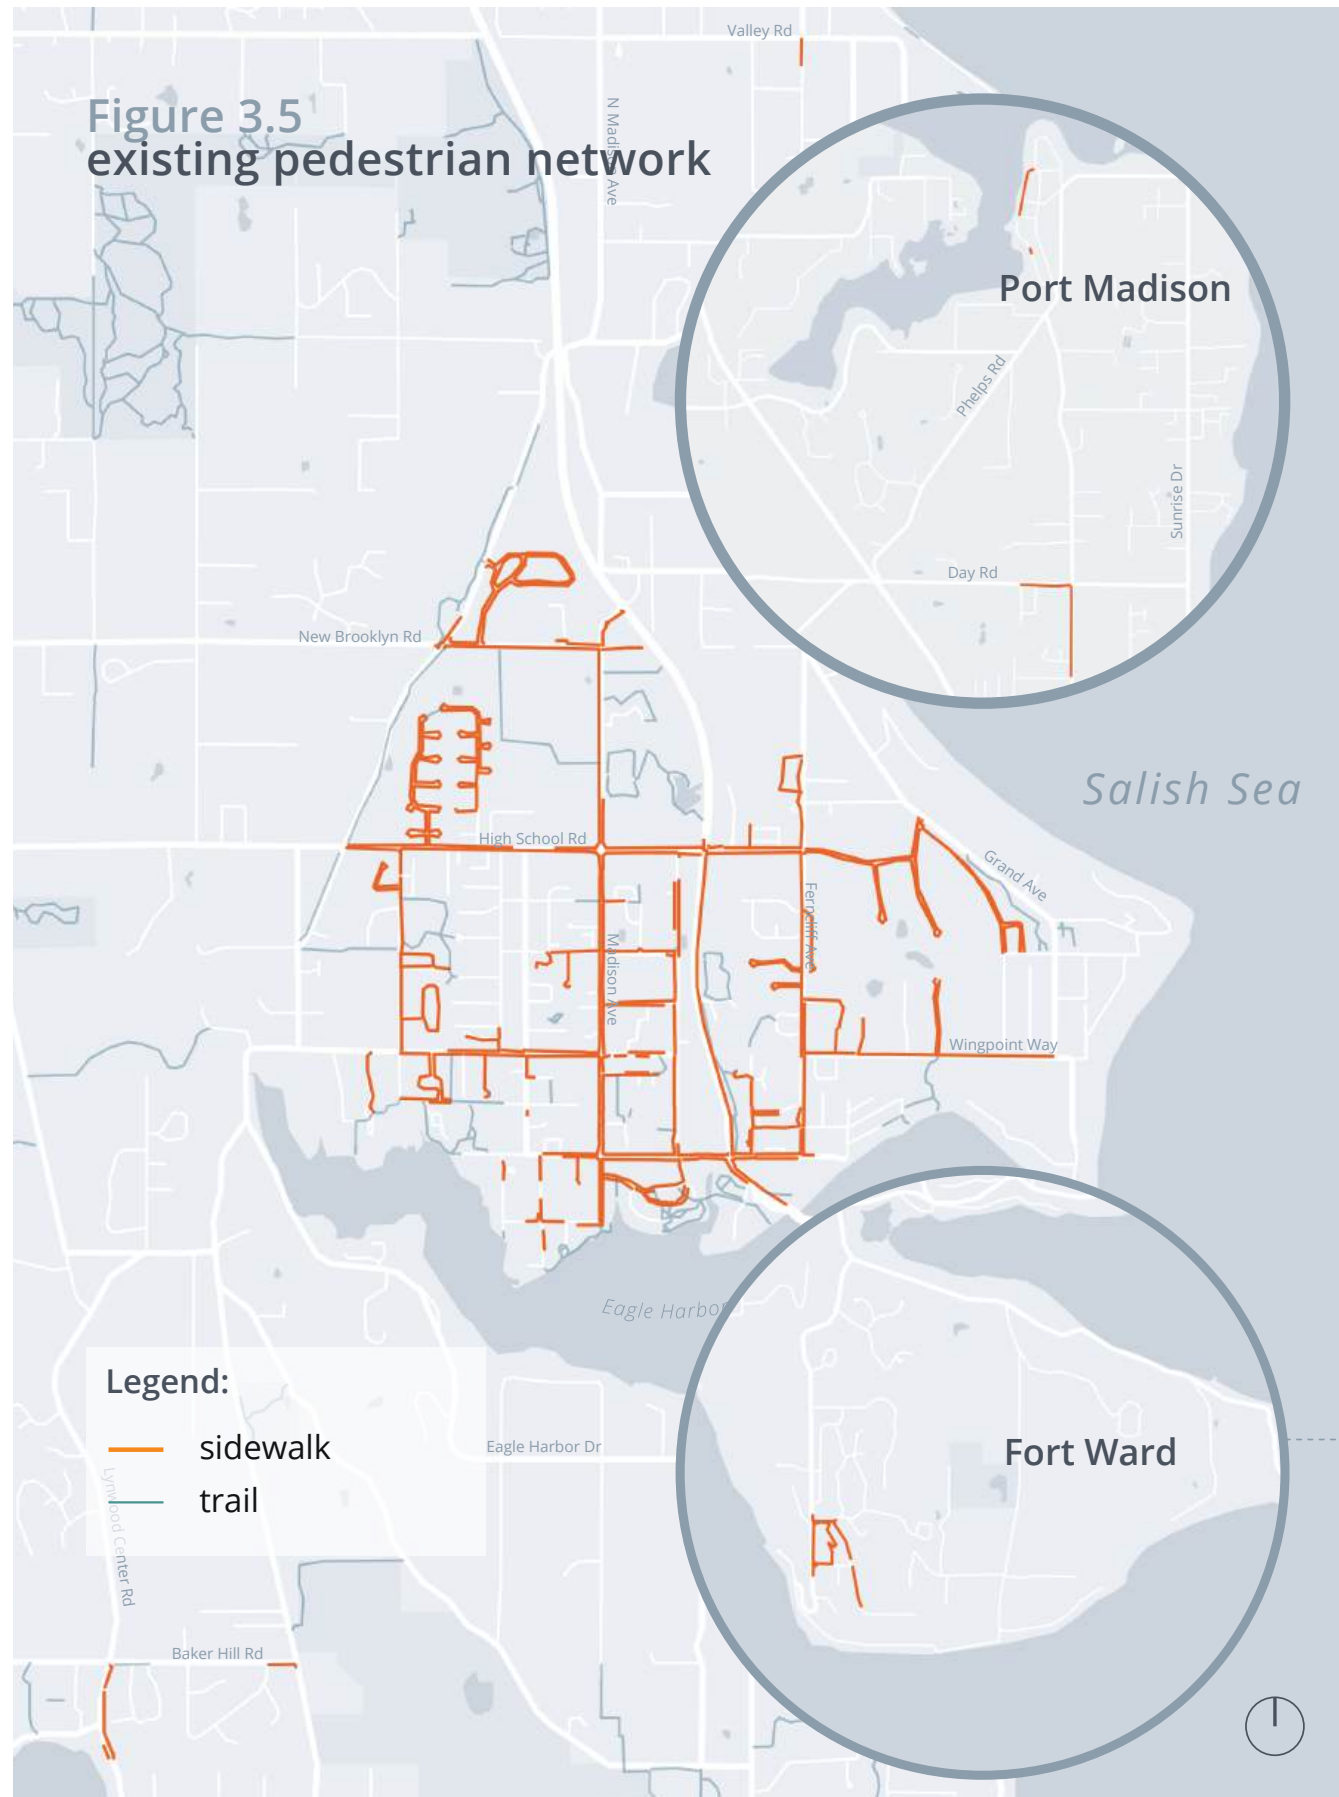 Valley Rd
Figure 3.5
existing pedestrian network
N Madison Ave
Port Madison
Phelps Rd
Sunrise Dr
Day Rd
New Brooklyn Rd
Salish Sea
High School Rd
Grand Ave
Ferncliff Ave
Madison Ave
Wingpoint Way
Eagle Harbor
Legend:
sidewalk
trail
Eagle Harbor Dr
Fort Ward
Lynwood Center Rd
Baker Hill Rd